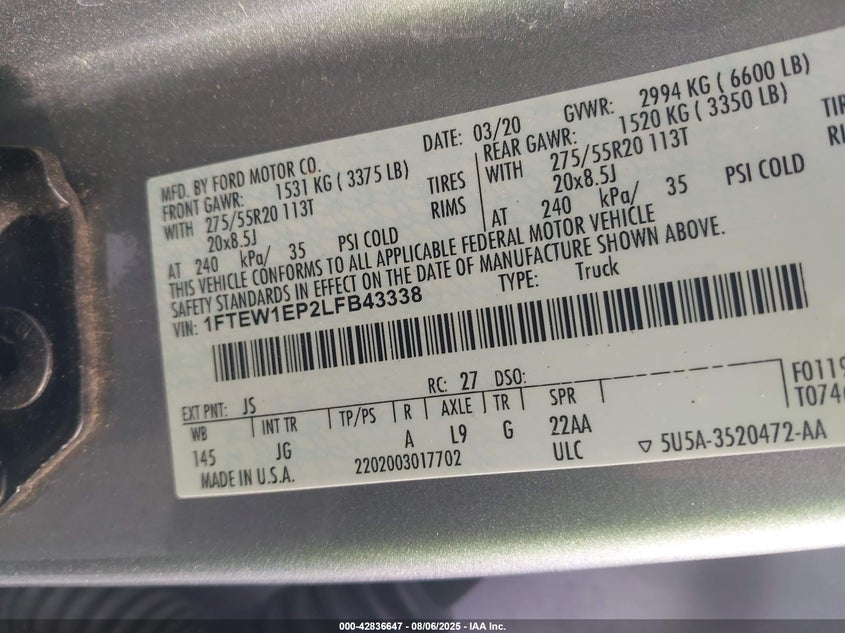 MFD. BY FORD MOTOR CO. DATE: 03/20 GVWR: 2994 KG ( 6600 LB)
FRONT GAWR: 1531 KG ( 3375 LB) REAR GAWR: 1520 KG ( 3350 LB)
WITH 275/55R20 113T TIRES WITH 275/55R20 113T
20x8.5J RIMS 20x8.5J
AT 240 kPa/ 35 PSI COLD AT 240 kPa/ 35 PSI COLD
THIS VEHICLE CONFORMS TO ALL APPLICABLE FEDERAL MOTOR VEHICLE
SAFETY STANDARDS IN EFFECT ON THE DATE OF MANUFACTURE SHOWN ABOVE.
VIN: 1FTEW1EP2LFB43338 TYPE: Truck
EXT PNT: JS RC: 27 DSO:
WB INT TR TP/PS R AXLE TR SPR
145 JG A L9 G 22AA
MADE IN U.S.A. 2202003017702 ULC ▽ 5U5A-3520472-AA
000-42836647 - 08/06/2025 - IAA Inc.